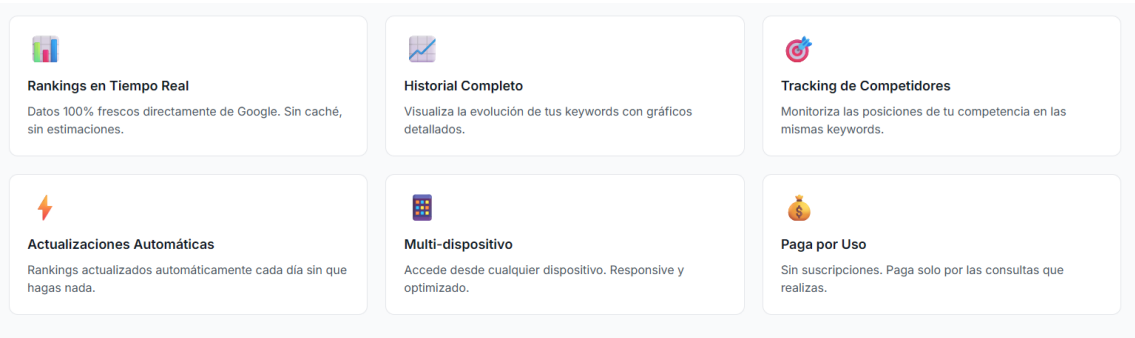 Rankings en Tiempo Real
Datos 100% frescos directamente de Google. Sin caché,
sin estimaciones.
Historial Completo
Visualiza la evolución de tus keywords con gráficos
detallados.
Tracking de Competidores
Monitoriza las posiciones de tu competencia en las
mismas keywords.
Actualizaciones Automáticas
Rankings actualizados automáticamente cada día sin que
hagas nada.
Multi-dispositivo
Accede desde cualquier dispositivo. Responsive y
optimizado.
Paga por Uso
Sin suscripciones. Paga solo por las consultas que
realizas.